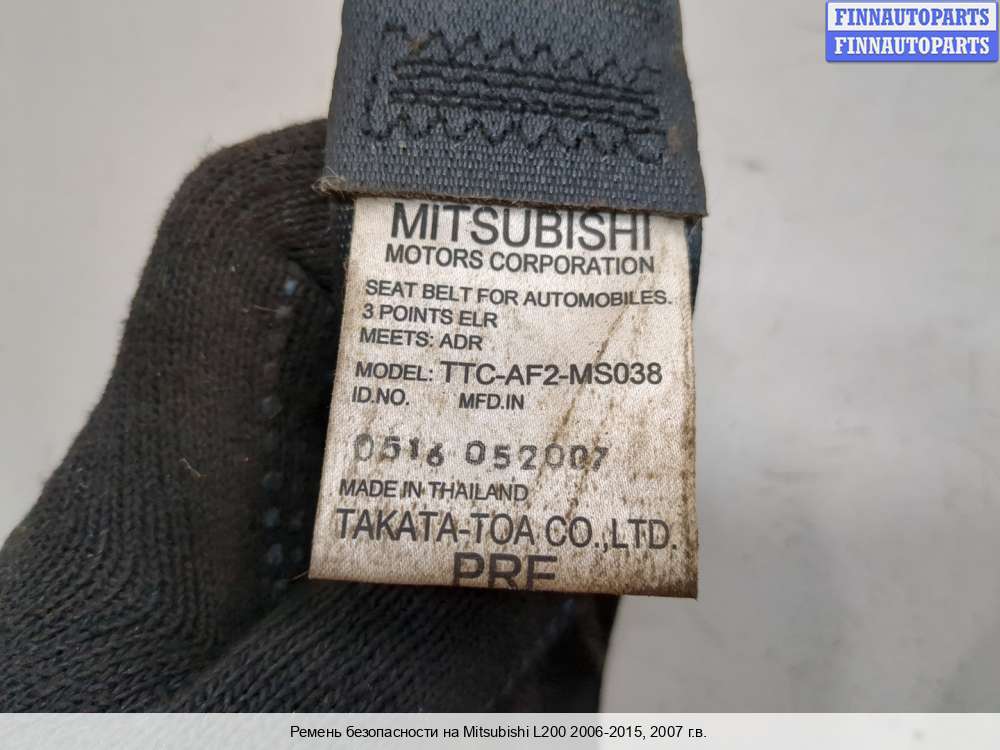 FINNAUTOPARTS
FINNAUTOPARTS
MITSUBISHI
MOTORS CORPORATION
SEAT BELT FOR AUTOMOBILES.
3 POINTS ELR
MEETS: ADR
MODEL: TTC-AF2-MS038
ID.NO. MFD.IN
0516 052007
MADE IN THAILAND
TAKATA-TOA CO.,LTD.
PRE
Ремень безопасности на Mitsubishi L200 2006-2015, 2007 г.в.